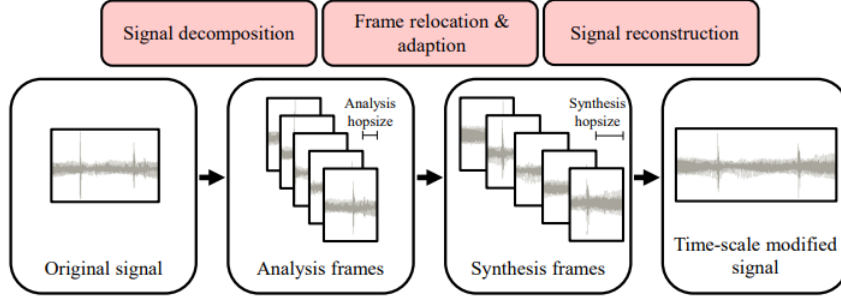 Signal decomposition
Frame relocation &
adaption
Signal reconstruction
Analysis
hopsize
Synthesis
hopsize
Original signal
Analysis frames
Synthesis frames
Time-scale modified
signal